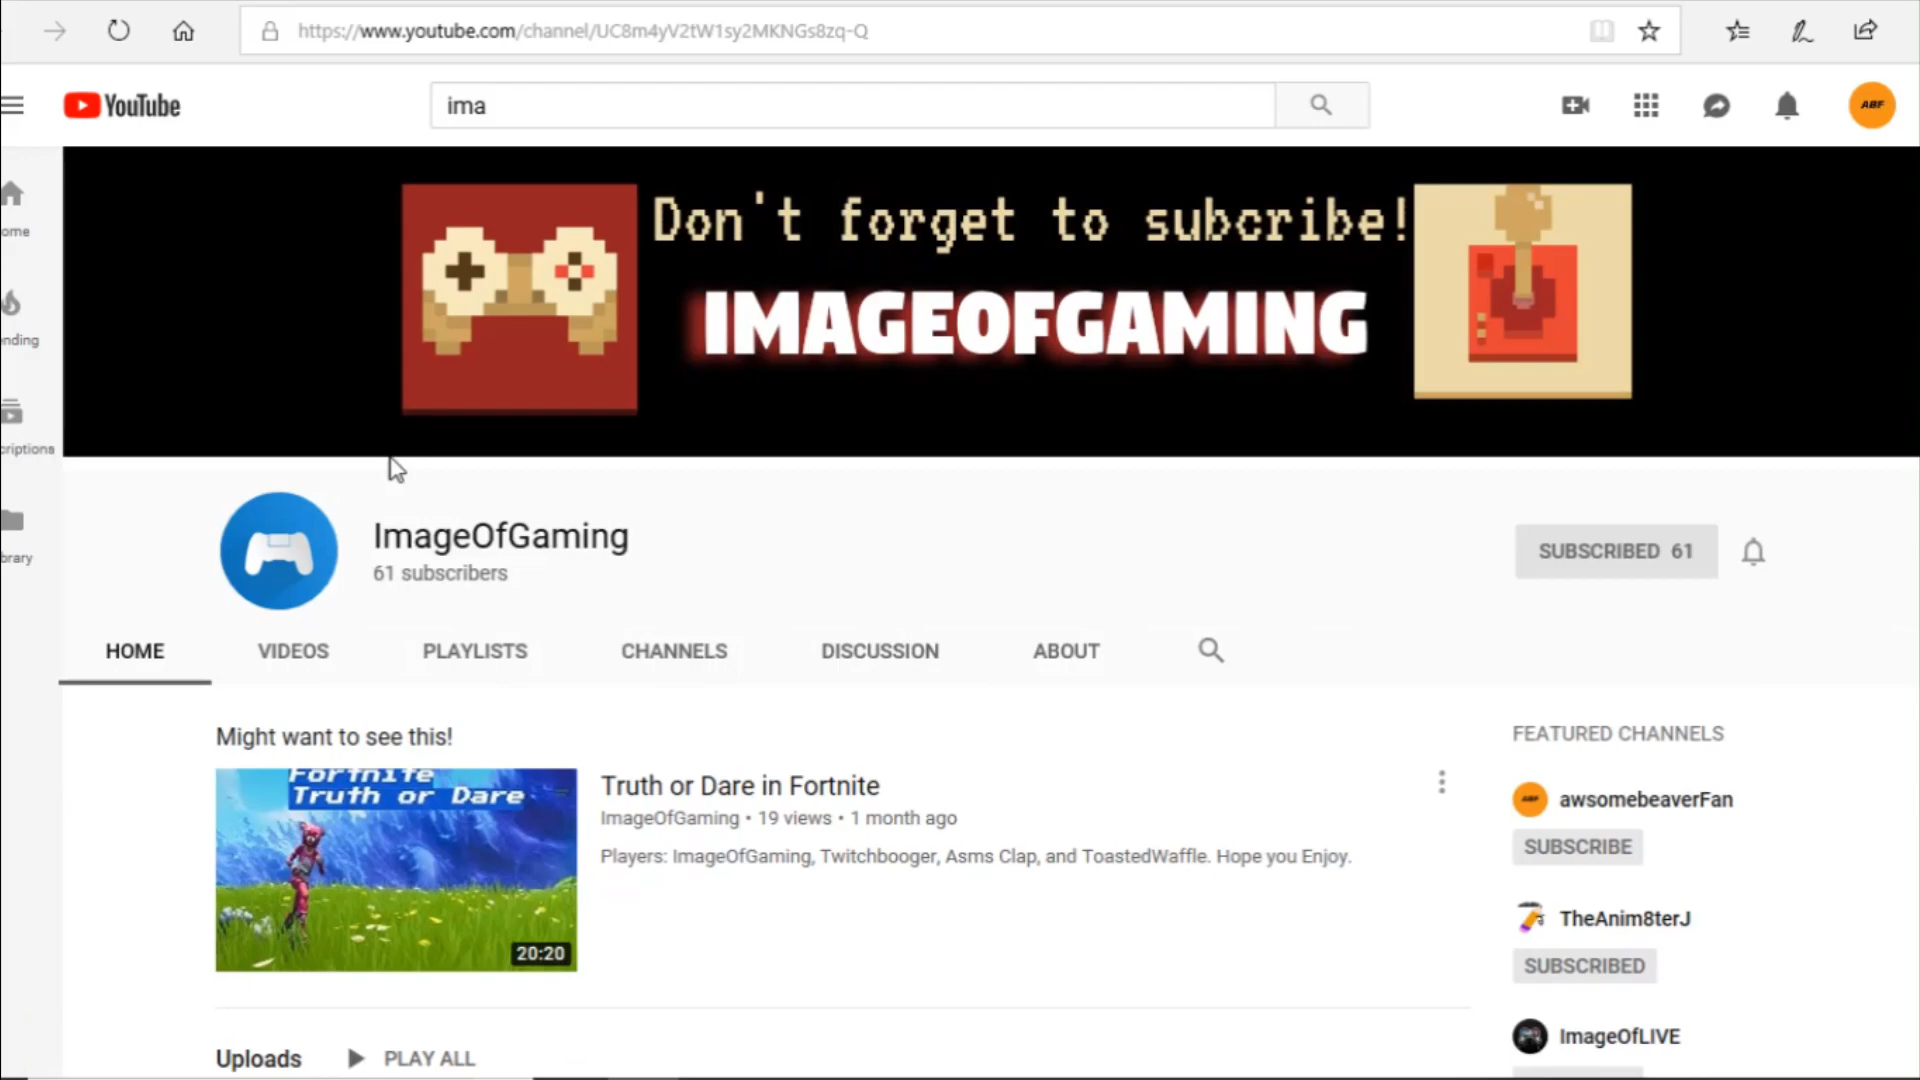 https://www.youtube.com/channel/UC8m4yV2tW1sy2MKNGs8zq-Q
YouTube
ima
ABF
Don't forget to subcribe!
IMAGEOFGAMING
ome
ending
criptions
brary
ImageOfGaming
61 subscribers
SUBSCRIBED 61
HOME VIDEOS PLAYLISTS CHANNELS DISCUSSION ABOUT
Might want to see this!
Fortnite
Truth or Dare
20:20
Truth or Dare in Fortnite
ImageOfGaming • 19 views • 1 month ago
Players: ImageOfGaming, Twitchbooger, Asms Clap, and ToastedWaffle. Hope you Enjoy.
FEATURED CHANNELS
ABF
awsomebeaverFan
SUBSCRIBE
TheAnim8terJ
SUBSCRIBED
ImageOfLIVE
Uploads PLAY ALL